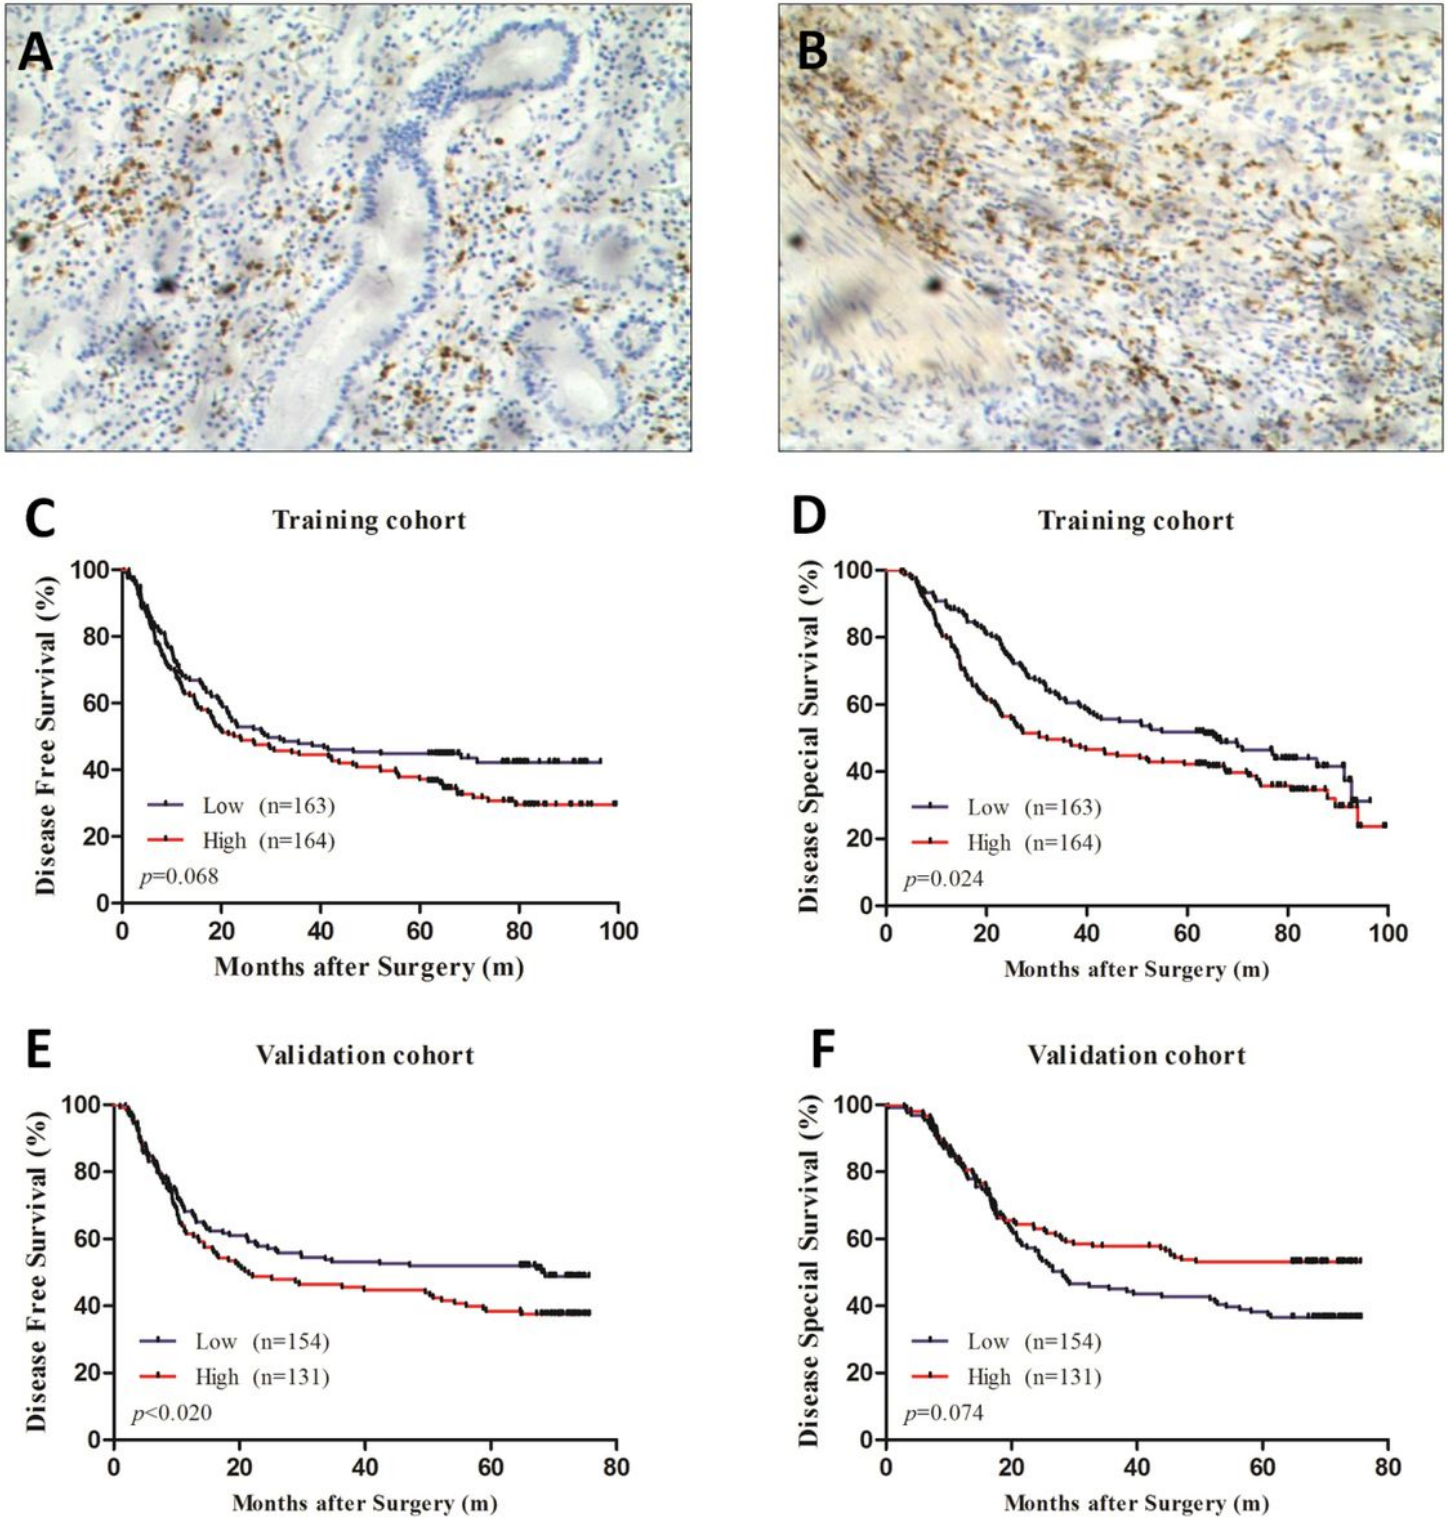 A
B
C
Training cohort
Disease Free Survival (%)
100
80
60
40
20
0
Low (n=163)
High (n=164)
p=0.068
0 20 40 60 80 100
Months after Surgery (m)
D
Training cohort
Disease Special Survival (%)
100
80
60
40
20
0
Low (n=163)
High (n=164)
p=0.024
0 20 40 60 80 100
Months after Surgery (m)
E
Validation cohort
Disease Free Survival (%)
100
80
60
40
20
0
Low (n=154)
High (n=131)
p<0.020
0 20 40 60 80
Months after Surgery (m)
F
Validation cohort
Disease Special Survival (%)
100
80
60
40
20
0
Low (n=154)
High (n=131)
p=0.074
0 20 40 60 80
Months after Surgery (m)